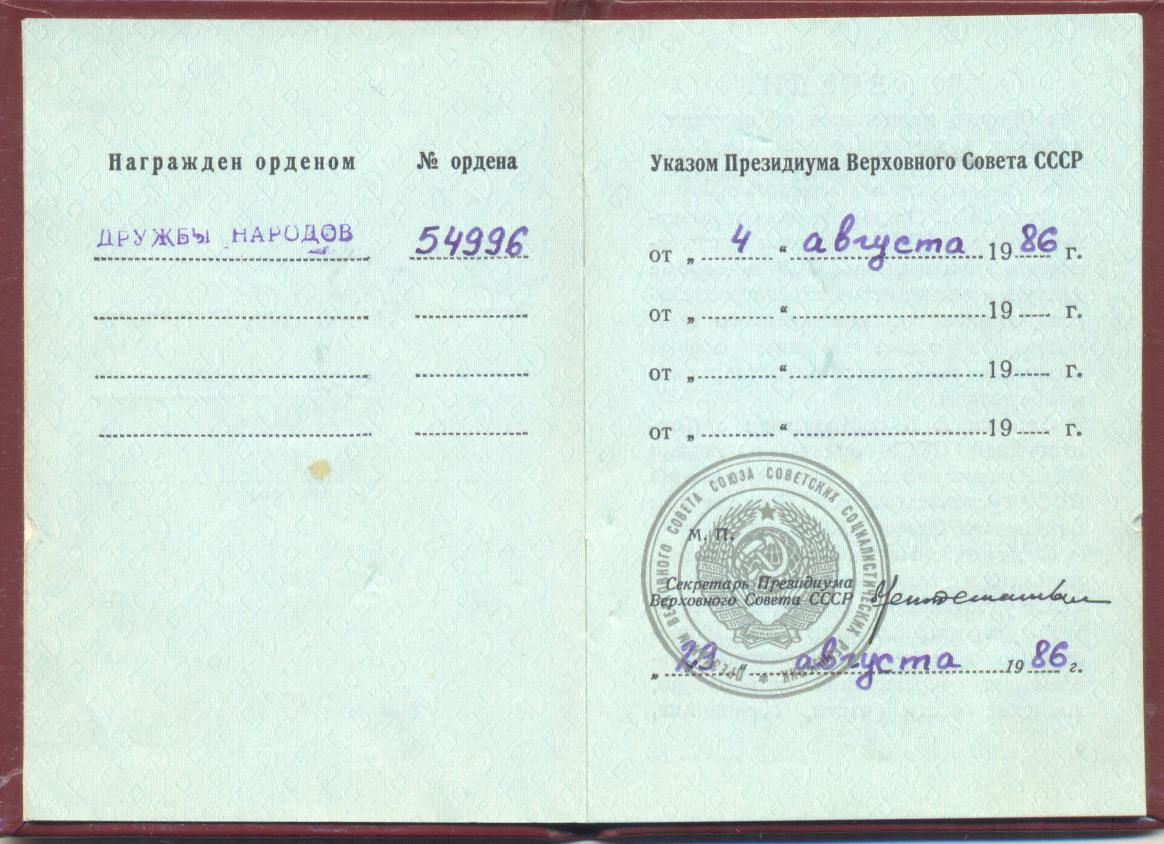 Награжден орденом № ордена Указом Президиума Верховного Совета СССР
ДРУЖБЫ НАРОДОВ 54996 от „ 4 “ августа 1986 г.
от „ “ 19 г.
от „ “ 19 г.
от „ “ 19 г.
ПРЕЗИДИУМ ВЕРХОВНОГО СОВЕТА СОЮЗА СОВЕТСКИХ СОЦИАЛИСТИЧЕСКИХ РЕСПУБЛИК
М. П.
Секретарь Президиума
Верховного Совета СССР
„ 29 “ августа 1986 г.